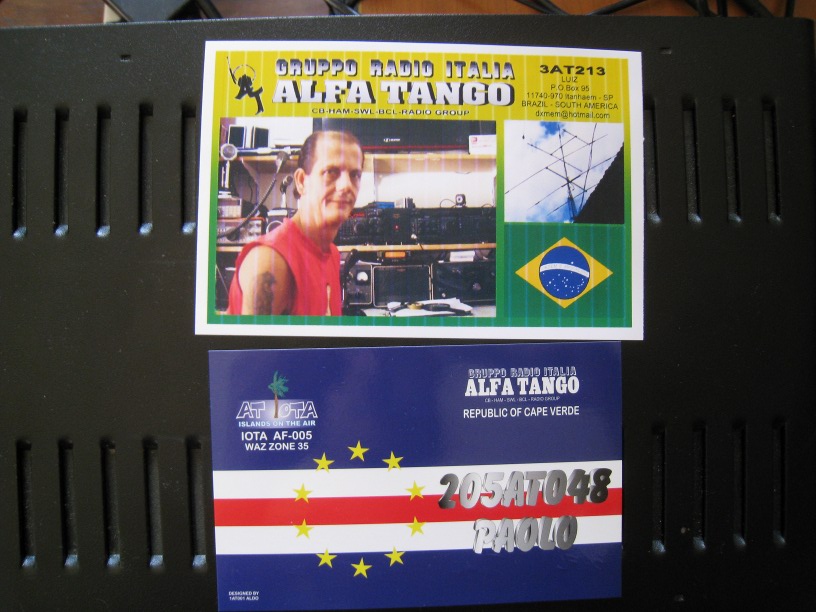 GRUPPO RADIO ITALIA
ALFA TANGO
CB-HAM-SWL-BCL-RADIO GROUP
3AT213
LUIZ
P.O.Box 95
11740-970 Itanhaem - SP
BRAZIL - SOUTH AMERICA
dxmem@hotmail.com
AT IOTA
ISLANDS ON THE AIR
IOTA AF-005
WAZ ZONE 35
GRUPPO RADIO ITALIA
ALFA TANGO
CB - HAM - SWL - BCL - RADIO GROUP
REPUBLIC OF CAPE VERDE
205AT048
PAOLO
DESIGNED BY
1AT001 ALDO